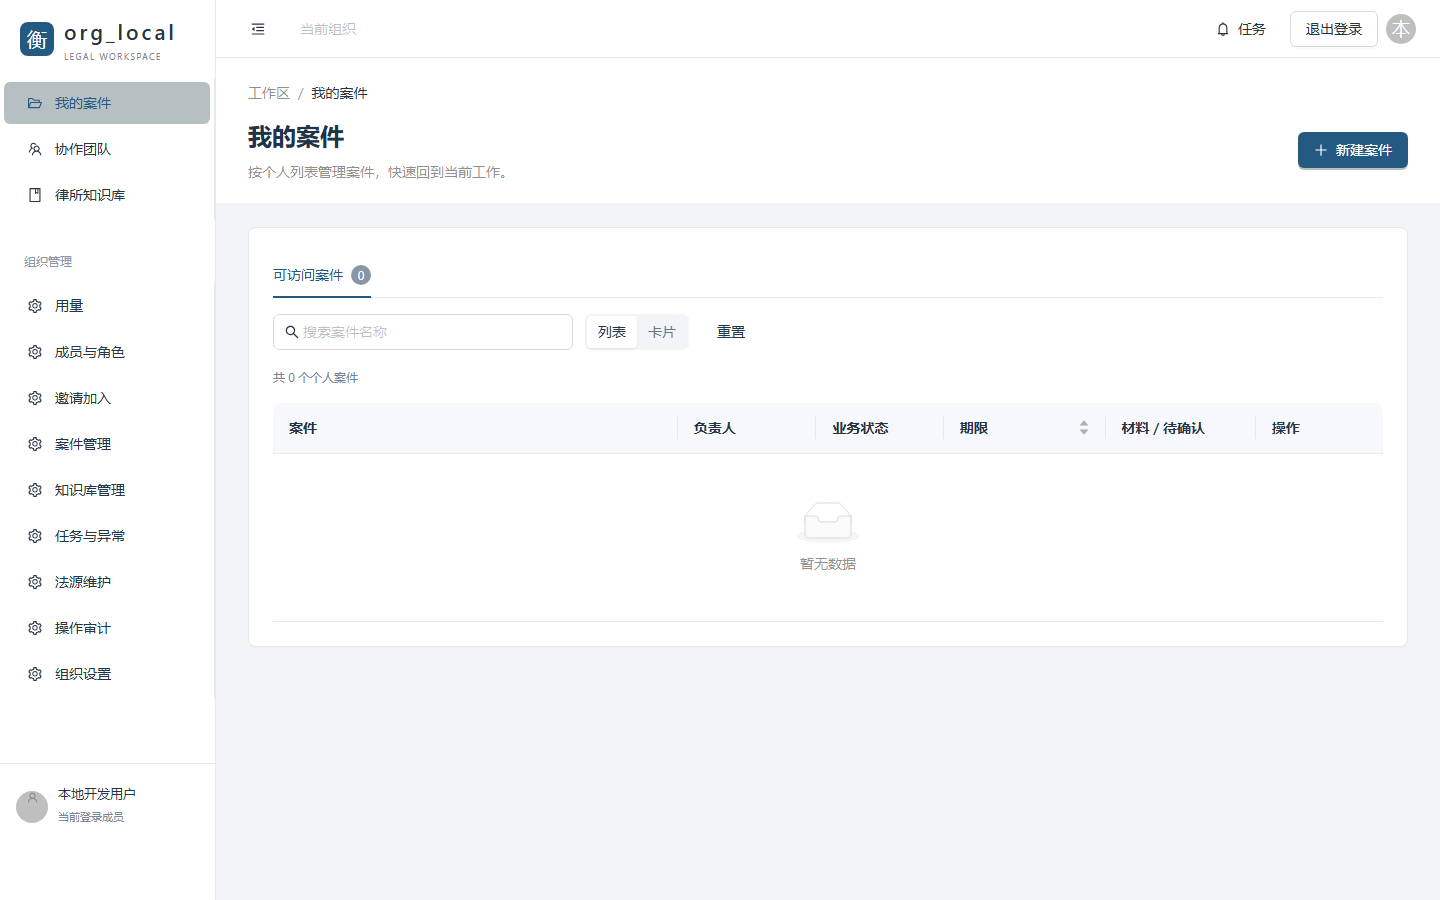 衡
org_local
LEGAL WORKSPACE
我的案件
协作团队
律所知识库
组织管理
用量
成员与角色
邀请加入
案件管理
知识库管理
任务与异常
法源维护
操作审计
组织设置
本地开发用户
当前登录成员
当前组织
任务
退出登录
本
工作区 / 我的案件
我的案件
按个人列表管理案件，快速回到当前工作。
新建案件
可访问案件 0
搜索案件名称
列表 卡片 重置
共 0 个个人案件
案件 负责人 业务状态 期限 材料 / 待确认 操作
暂无数据